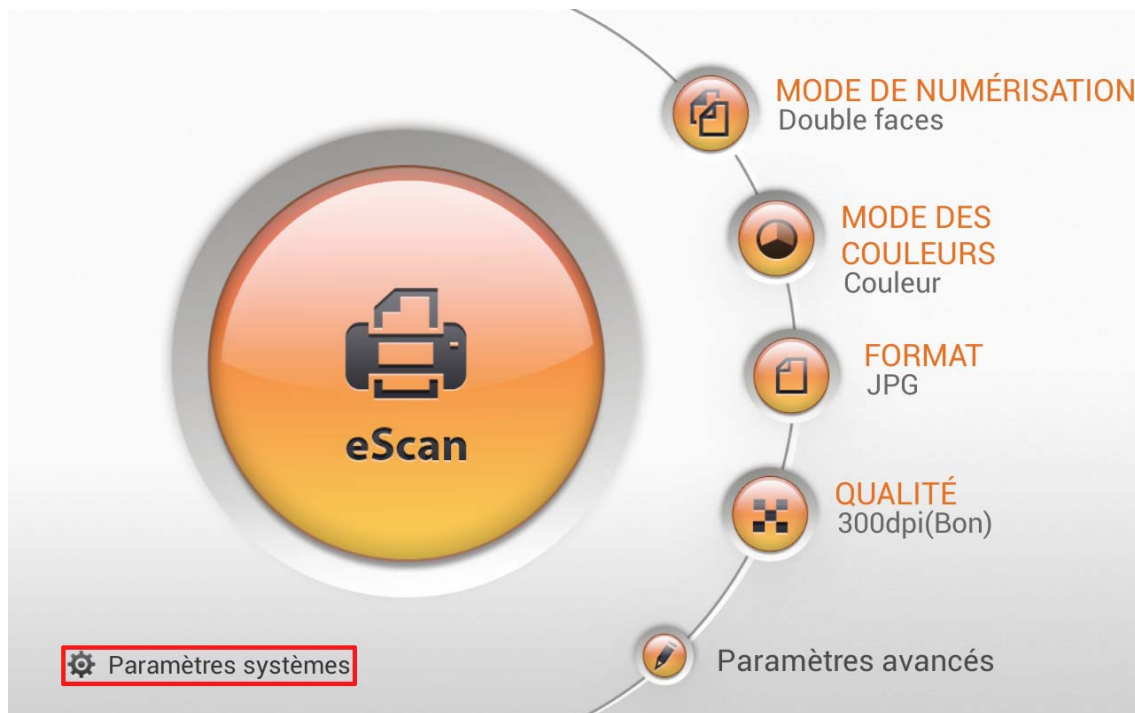 MODE DE NUMÉRISATION
Double faces
MODE DES
COULEURS
Couleur
FORMAT
JPG
eScan
QUALITÉ
300dpi(Bon)
Paramètres systèmes
Paramètres avancés